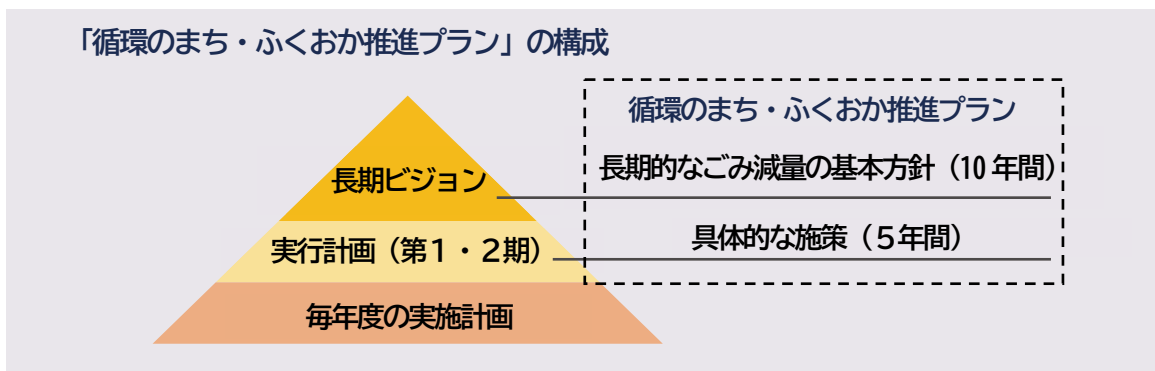 「循環のまち・ふくおか推進プラン」の構成
循環のまち・ふくおか推進プラン
長期ビジョン
長期的なごみ減量の基本方針（10年間）
実行計画（第１・２期）
具体的な施策（５年間）
毎年度の実施計画